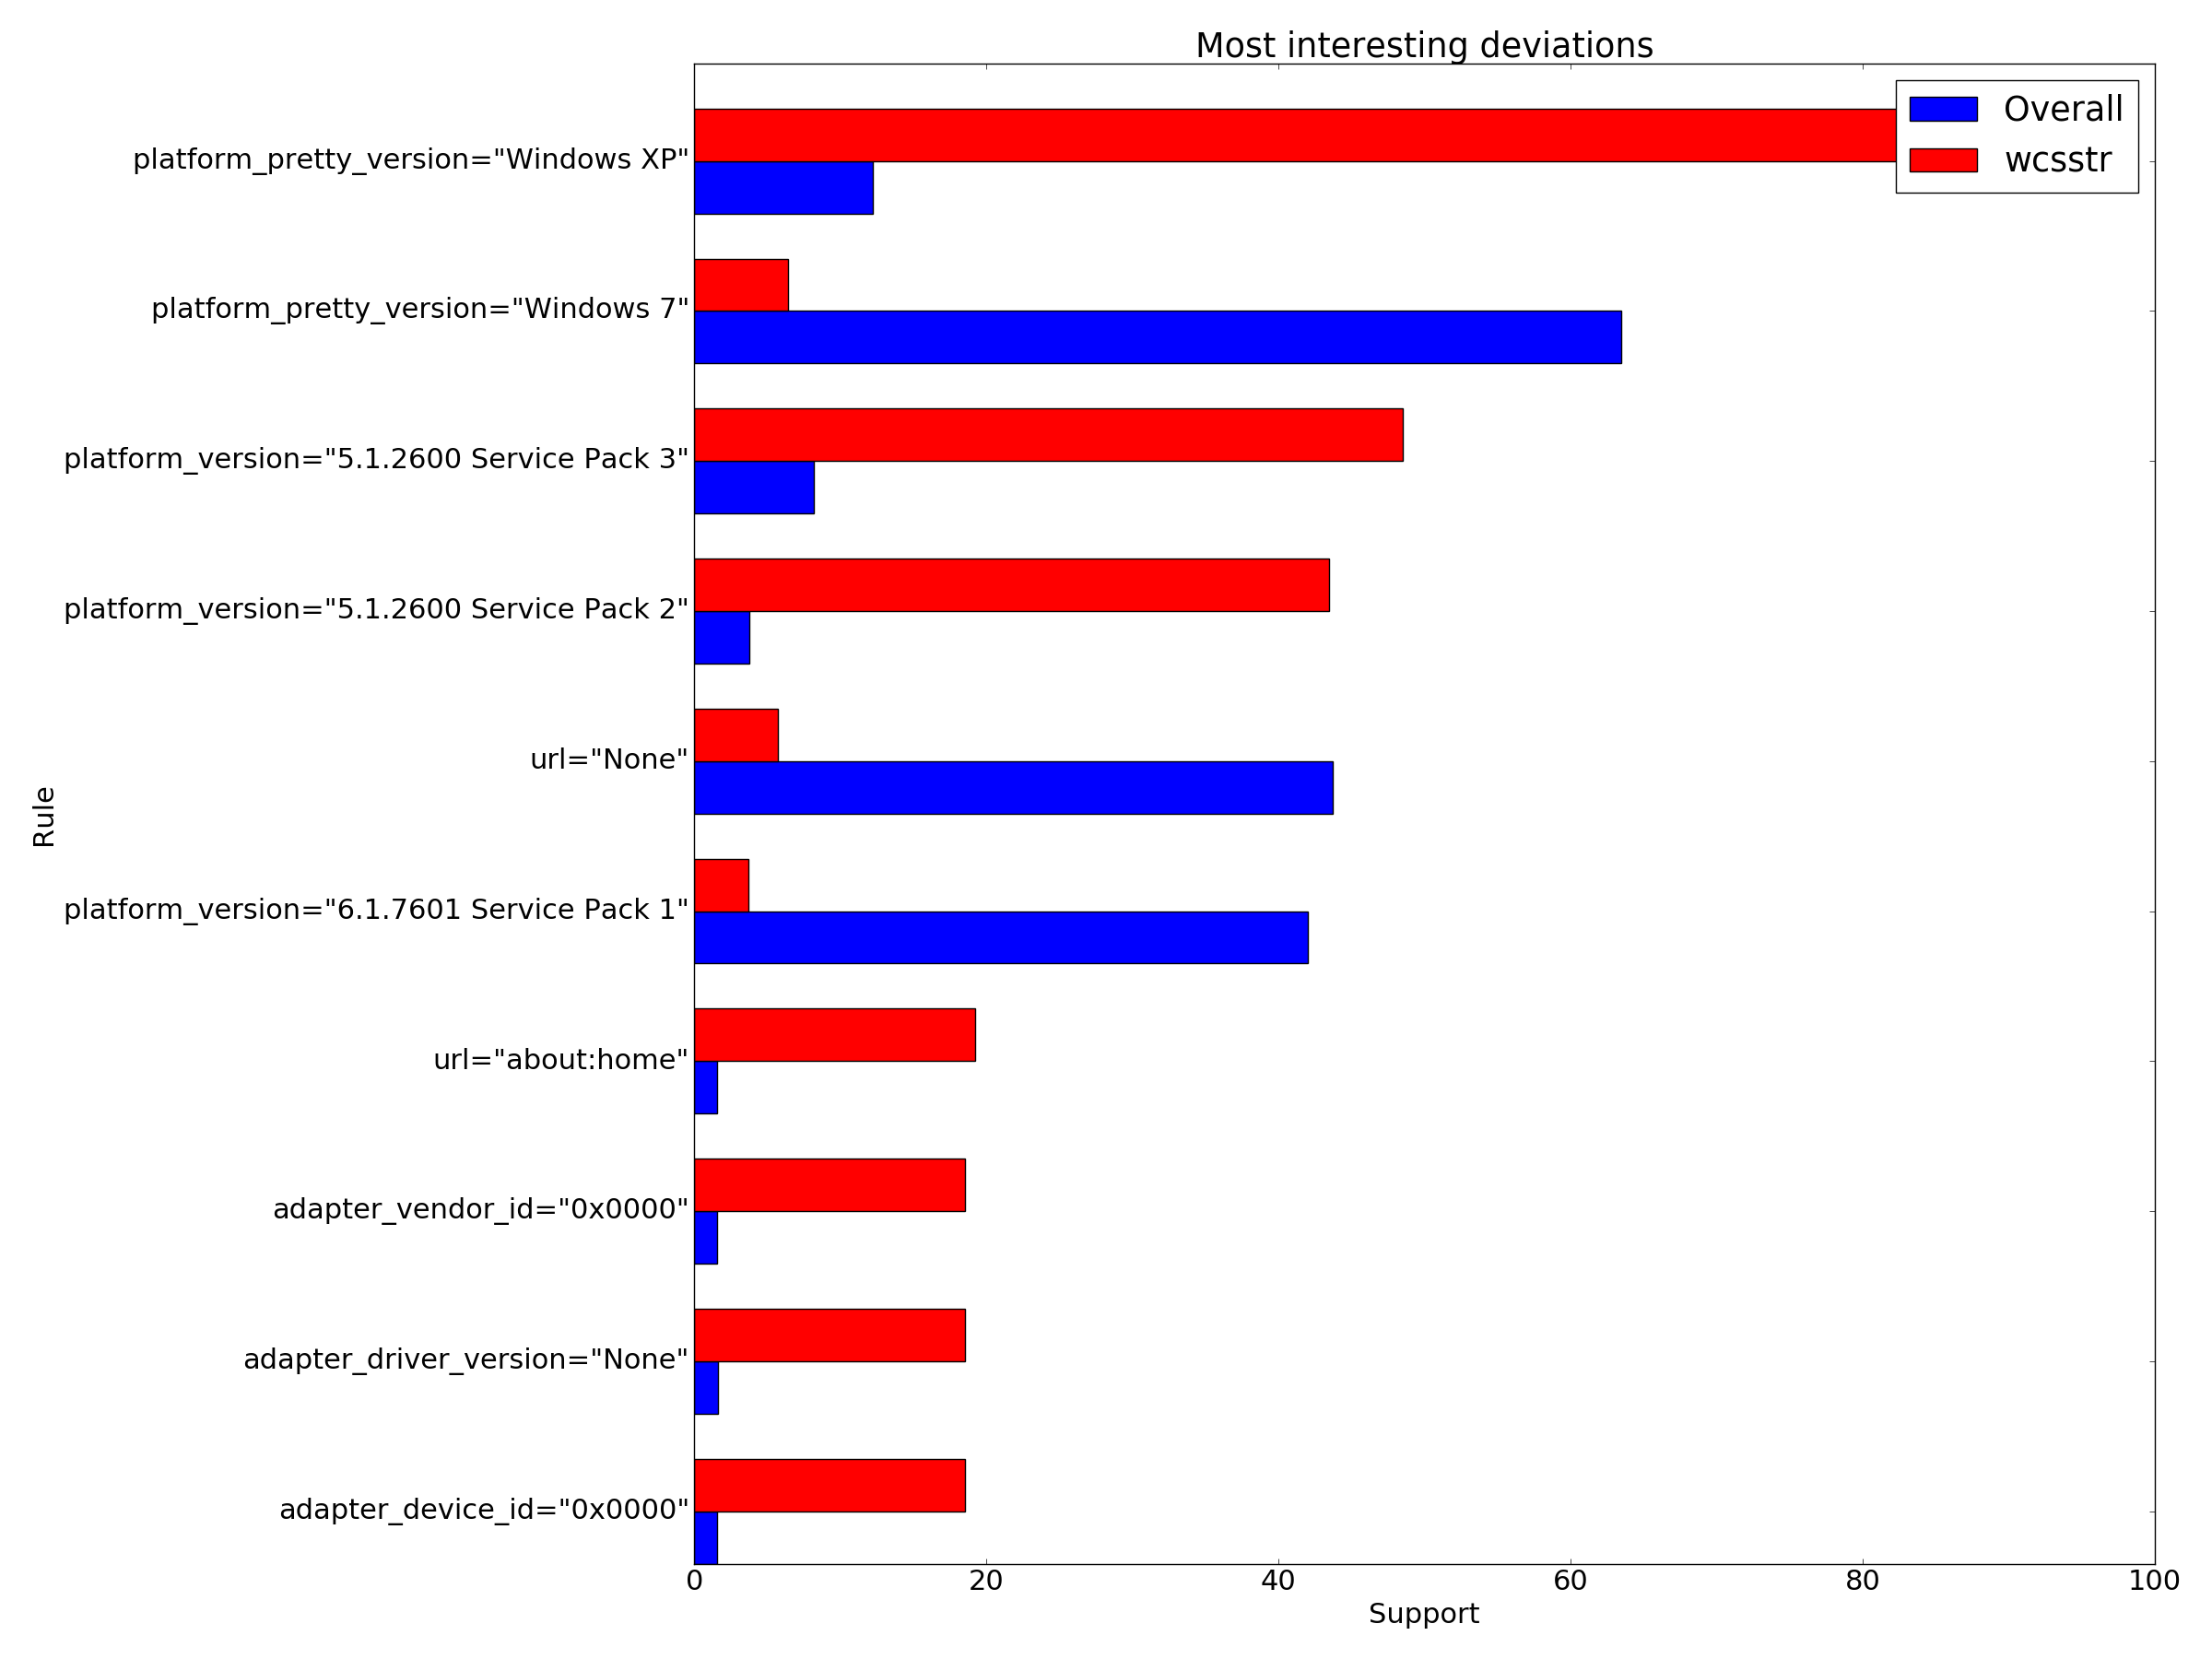 Most interesting deviations
Overall
wcsstr
platform_pretty_version="Windows XP"
platform_pretty_version="Windows 7"
platform_version="5.1.2600 Service Pack 3"
platform_version="5.1.2600 Service Pack 2"
url="None"
Rule
platform_version="6.1.7601 Service Pack 1"
url="about:home"
adapter_vendor_id="0x0000"
adapter_driver_version="None"
adapter_device_id="0x0000"
0 20 40 60 80 100
Support